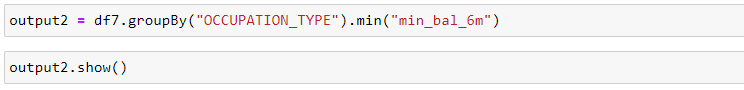 output2 = df7.groupBy("OCCUPATION_TYPE").min("min_bal_6m")
output2.show()